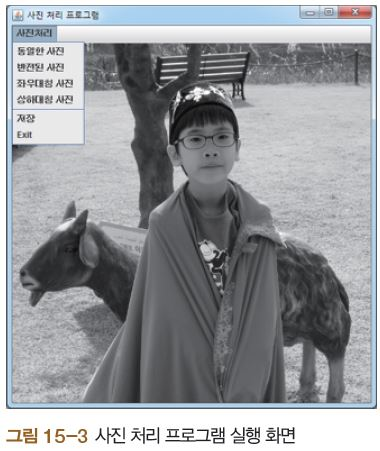 사진 처리 프로그램
사진처리
동일한 사진
반전된 사진
좌우대칭 사진
상하대칭 사진
저장
Exit
그림 15-3 사진 처리 프로그램 실행 화면